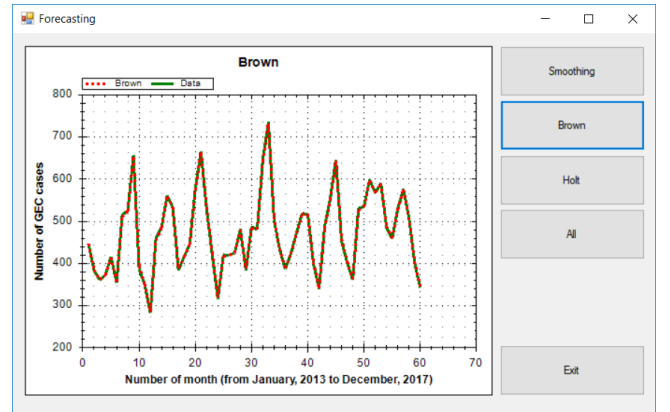 Forecasting
Brown
Brown Data
800
700
600
500
400
300
200
Number of GEC cases
0 10 20 30 40 50 60 70
Number of month (from January, 2013 to December, 2017)
Smoothing
Brown
Holt
All
Exit